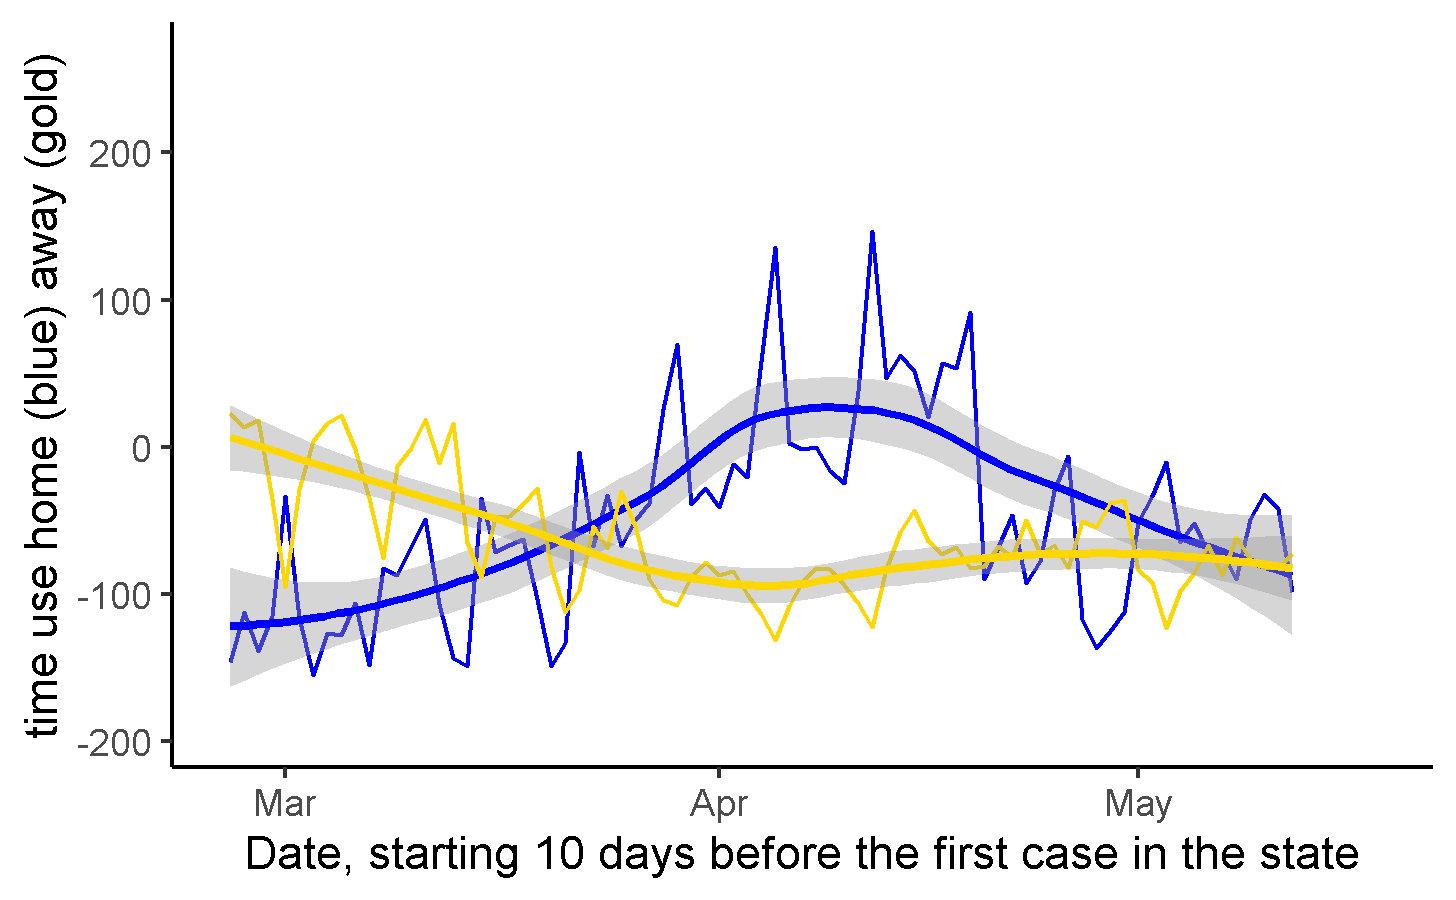 time use home (blue) away (gold)
200
100
0
-100
-200
Mar
Apr
May
Date, starting 10 days before the first case in the state